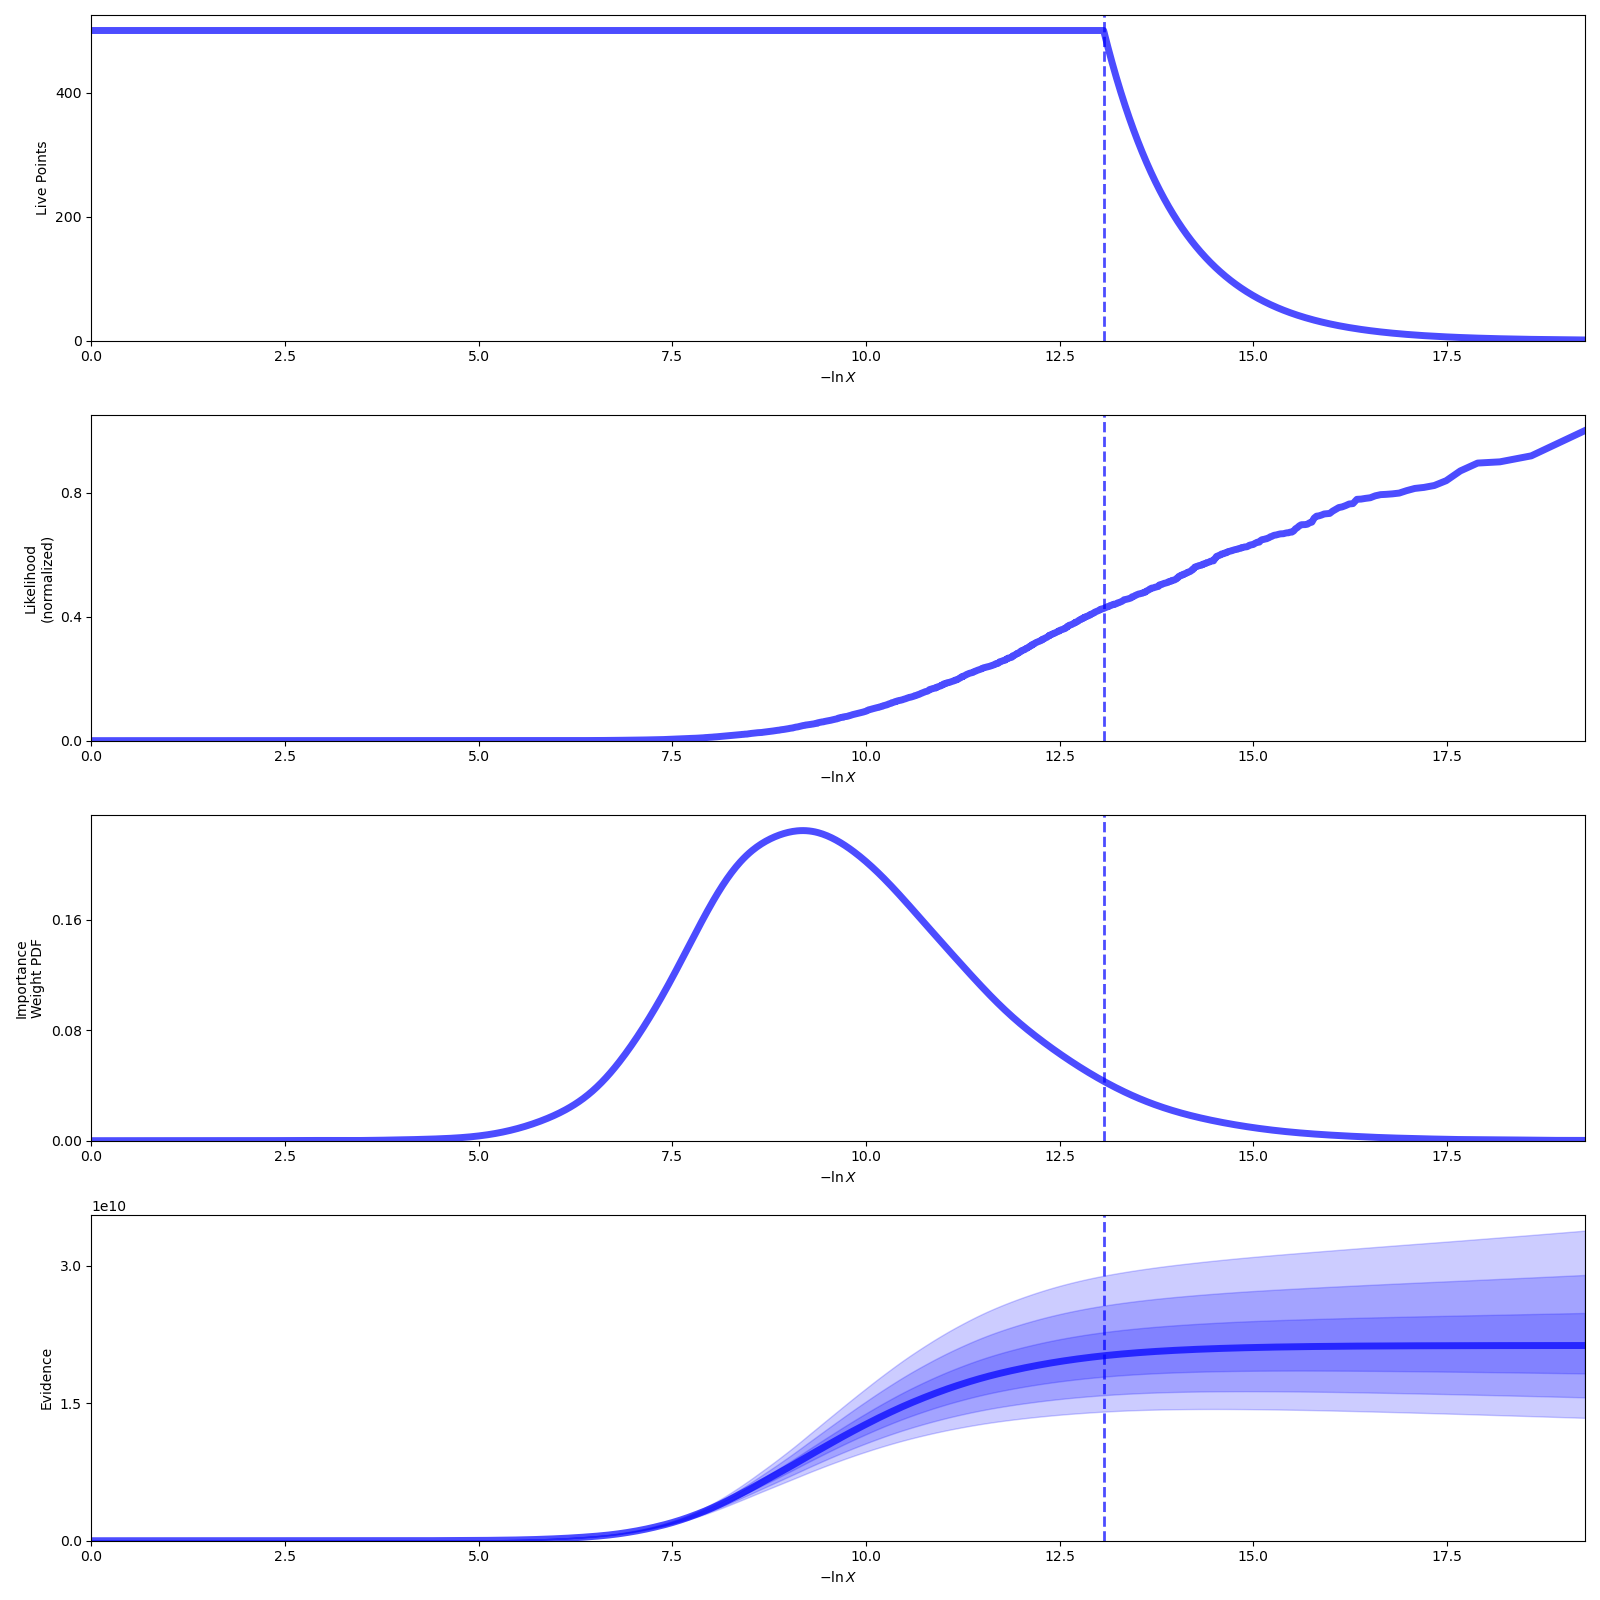 400
200
0
Live Points
0.0 2.5 5.0 7.5 10.0 12.5 15.0 17.5
−ln X
0.8
0.4
0.0
Likelihood
(normalized)
0.0 2.5 5.0 7.5 10.0 12.5 15.0 17.5
−ln X
0.16
0.08
0.00
Importance
Weight PDF
0.0 2.5 5.0 7.5 10.0 12.5 15.0 17.5
−ln X
1e10
3.0
1.5
0.0
Evidence
0.0 2.5 5.0 7.5 10.0 12.5 15.0 17.5
−ln X